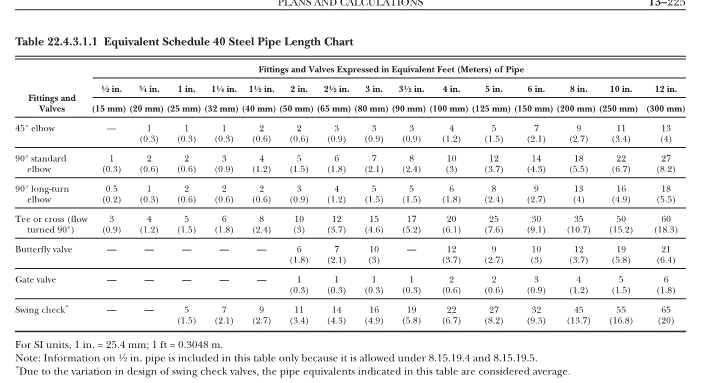 PLANS AND CALCULATIONS 13–225
Table 22.4.3.1.1 Equivalent Schedule 40 Steel Pipe Length Chart
Fittings and Valves Expressed in Equivalent Feet (Meters) of Pipe
½ in. ¾ in. 1 in. 1¼ in. 1½ in. 2 in. 2½ in. 3 in. 3½ in. 4 in. 5 in. 6 in. 8 in. 10 in. 12 in.
Fittings and
Valves (15 mm) (20 mm) (25 mm) (32 mm) (40 mm) (50 mm) (65 mm) (80 mm) (90 mm) (100 mm) (125 mm) (150 mm) (200 mm) (250 mm) (300 mm)
45° elbow — 1 1 1 2 2 3 3 3 4 5 7 9 11 13
(0.3) (0.3) (0.3) (0.6) (0.6) (0.9) (0.9) (0.9) (1.2) (1.5) (2.1) (2.7) (3.4) (4)
90° standard 1 2 2 3 4 5 6 7 8 10 12 14 18 22 27
elbow (0.3) (0.6) (0.6) (0.9) (1.2) (1.5) (1.8) (2.1) (2.4) (3) (3.7) (4.3) (5.5) (6.7) (8.2)
90° long-turn 0.5 1 2 2 2 3 4 5 5 6 8 9 13 16 18
elbow (0.2) (0.3) (0.6) (0.6) (0.6) (0.9) (1.2) (1.5) (1.5) (1.8) (2.4) (2.7) (4) (4.9) (5.5)
Tee or cross (flow 3 4 5 6 8 10 12 15 17 20 25 30 35 50 60
turned 90°) (0.9) (1.2) (1.5) (1.8) (2.4) (3) (3.7) (4.6) (5.2) (6.1) (7.6) (9.1) (10.7) (15.2) (18.3)
Butterfly valve — — — — — 6 7 10 — 12 9 10 12 19 21
(1.8) (2.1) (3) (3.7) (2.7) (3) (3.7) (5.8) (6.4)
Gate valve — — — — — 1 1 1 1 2 2 3 4 5 6
(0.3) (0.3) (0.3) (0.3) (0.6) (0.6) (0.9) (1.2) (1.5) (1.8)
Swing check* — — 5 7 9 11 14 16 19 22 27 32 45 55 65
(1.5) (2.1) (2.7) (3.4) (4.3) (4.9) (5.8) (6.7) (8.2) (9.3) (13.7) (16.8) (20)
For SI units, 1 in. = 25.4 mm; 1 ft = 0.3048 m.
Note: Information on ½ in. pipe is included in this table only because it is allowed under 8.15.19.4 and 8.15.19.5.
*Due to the variation in design of swing check valves, the pipe equivalents indicated in this table are considered average.